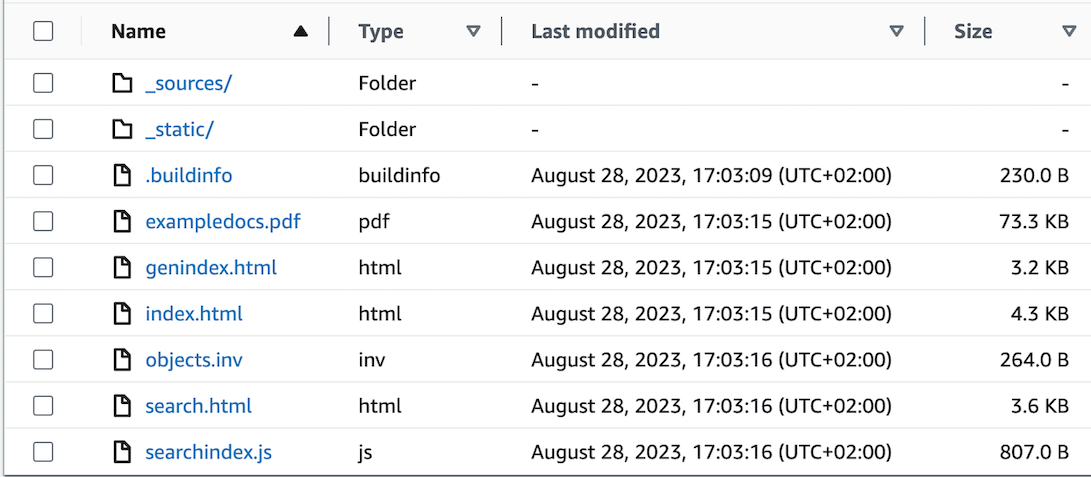 Name Type Last modified Size
_sources/ Folder - -
_static/ Folder - -
.buildinfo buildinfo August 28, 2023, 17:03:09 (UTC+02:00) 230.0 B
exampledocs.pdf pdf August 28, 2023, 17:03:15 (UTC+02:00) 73.3 KB
genindex.html html August 28, 2023, 17:03:15 (UTC+02:00) 3.2 KB
index.html html August 28, 2023, 17:03:15 (UTC+02:00) 4.3 KB
objects.inv inv August 28, 2023, 17:03:16 (UTC+02:00) 264.0 B
search.html html August 28, 2023, 17:03:16 (UTC+02:00) 3.6 KB
searchindex.js js August 28, 2023, 17:03:16 (UTC+02:00) 807.0 B